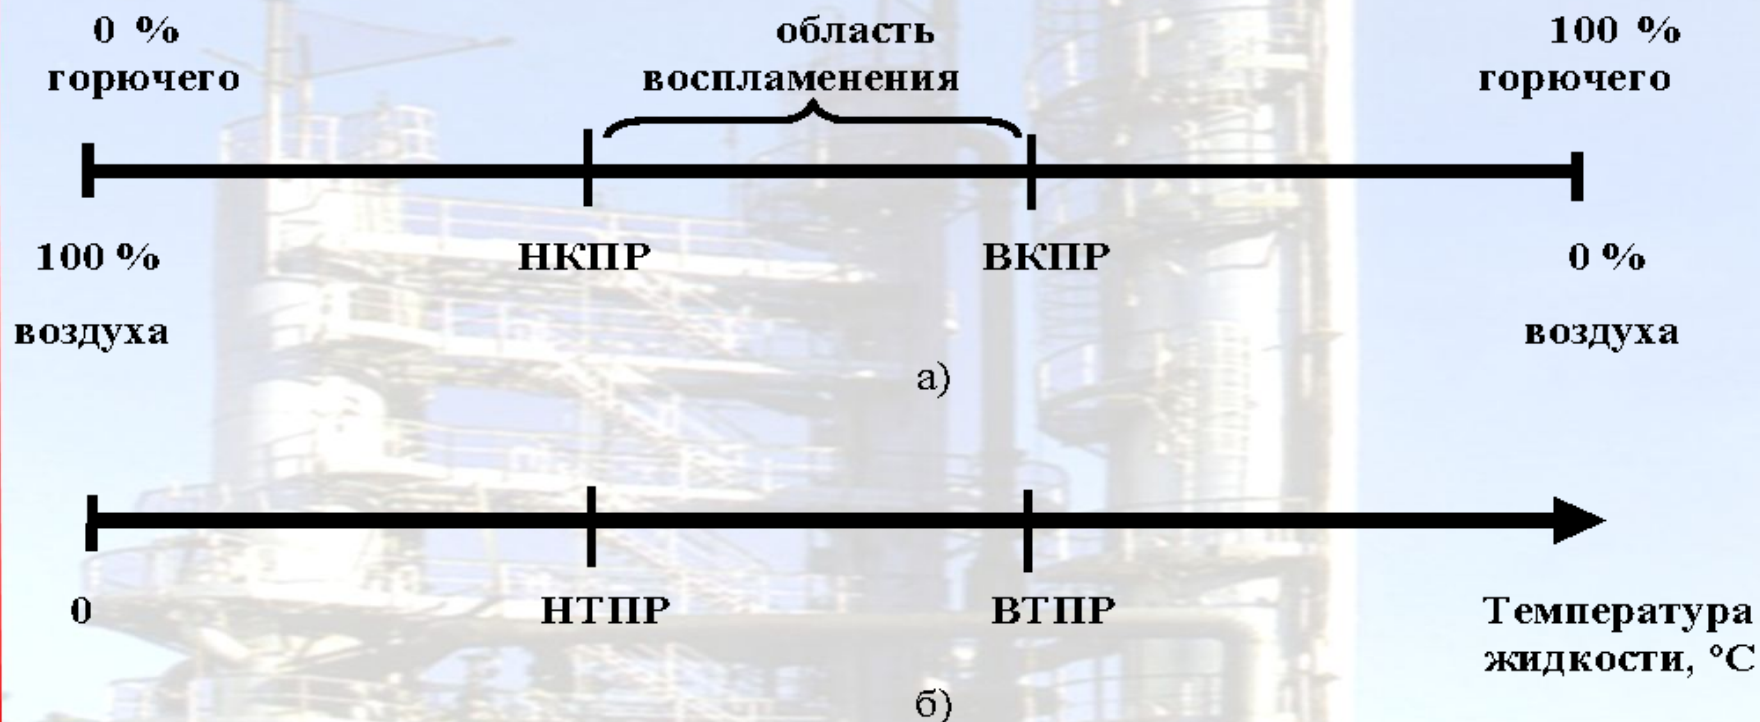 0 %
горючего
область
воспламенения
100 %
горючего
100 %
воздуха
НКПР
ВКПР
0 %
воздуха
а)
0
НТПР
ВТПР
Температура
жидкости, °С
б)